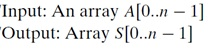 Input: An array A[0..n − 1]
Output: Array S[0..n − 1]